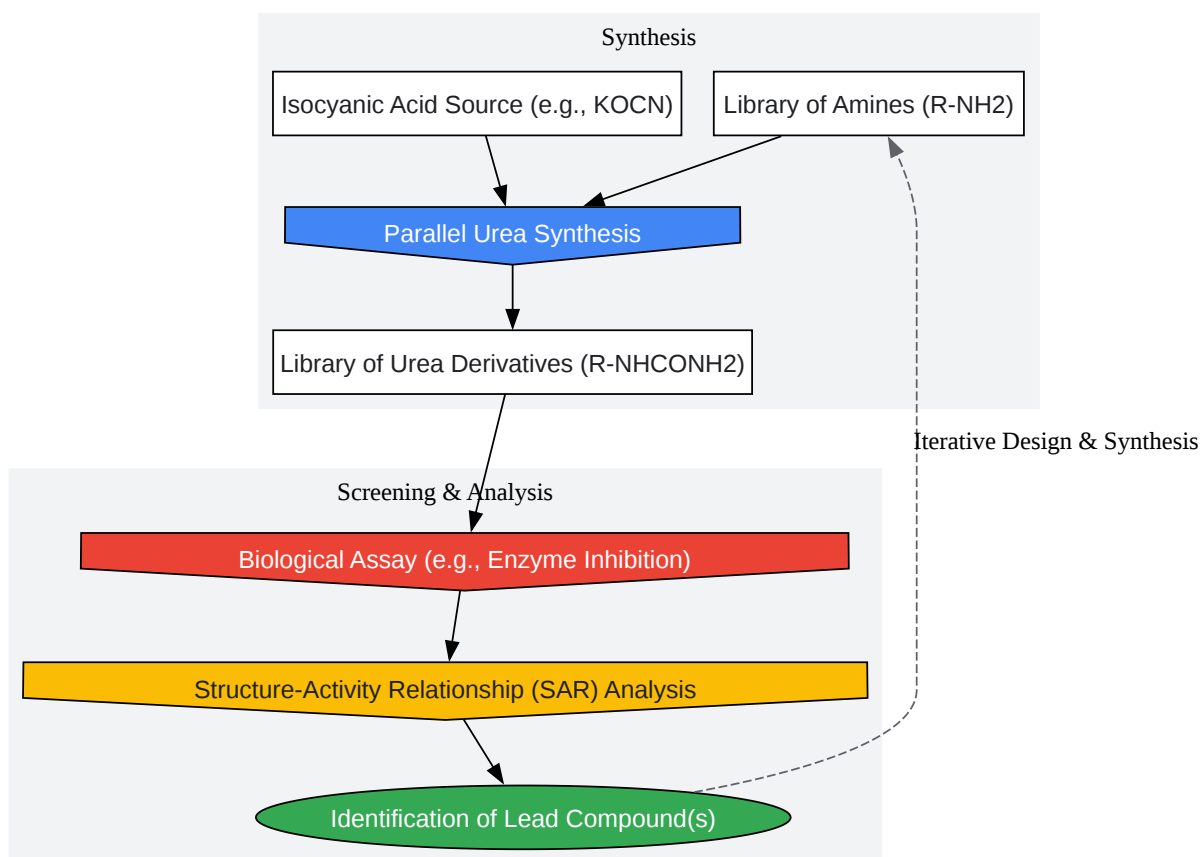 Synthesis
Isocyanic Acid Source (e.g., KOCN)
Library of Amines (R-NH2)
Parallel Urea Synthesis
Library of Urea Derivatives (R-NHCONH2)
Iterative Design & Synthesis
Screening & Analysis
Biological Assay (e.g., Enzyme Inhibition)
Structure-Activity Relationship (SAR) Analysis
Identification of Lead Compound(s)